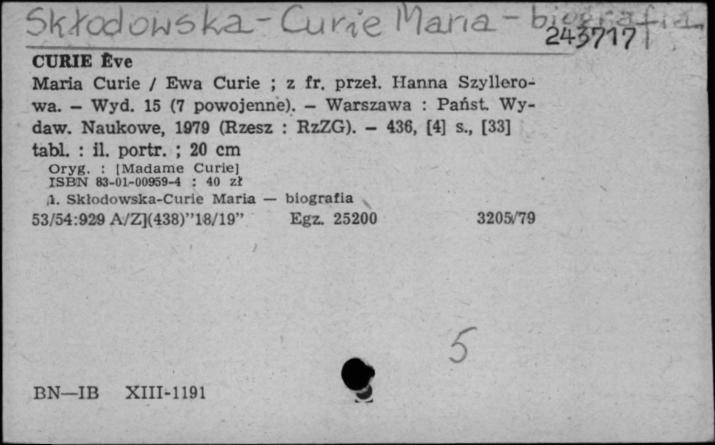 Skłodowska-Curie Maria - biografia
243717
CURIE Eve
Maria Curie / Ewa Curie ; z fr. przeł. Hanna Szyllero-
wa. — Wyd. 15 (7 powojenne). — Warszawa : Państ. Wy-
daw. Naukowe, 1979 (Rzesz : RzZG). — 436, [4] s., [33]
tabl. : il. portr. ; 20 cm
Oryg. : [Madame Curie]
ISBN 83-01-00959-4 : 40 zł
1. Skłodowska-Curie Maria — biografia
53/54:929 A/Z](438)"18/19" Egz. 25200 3205/79
5
BN—IB XIII-1191